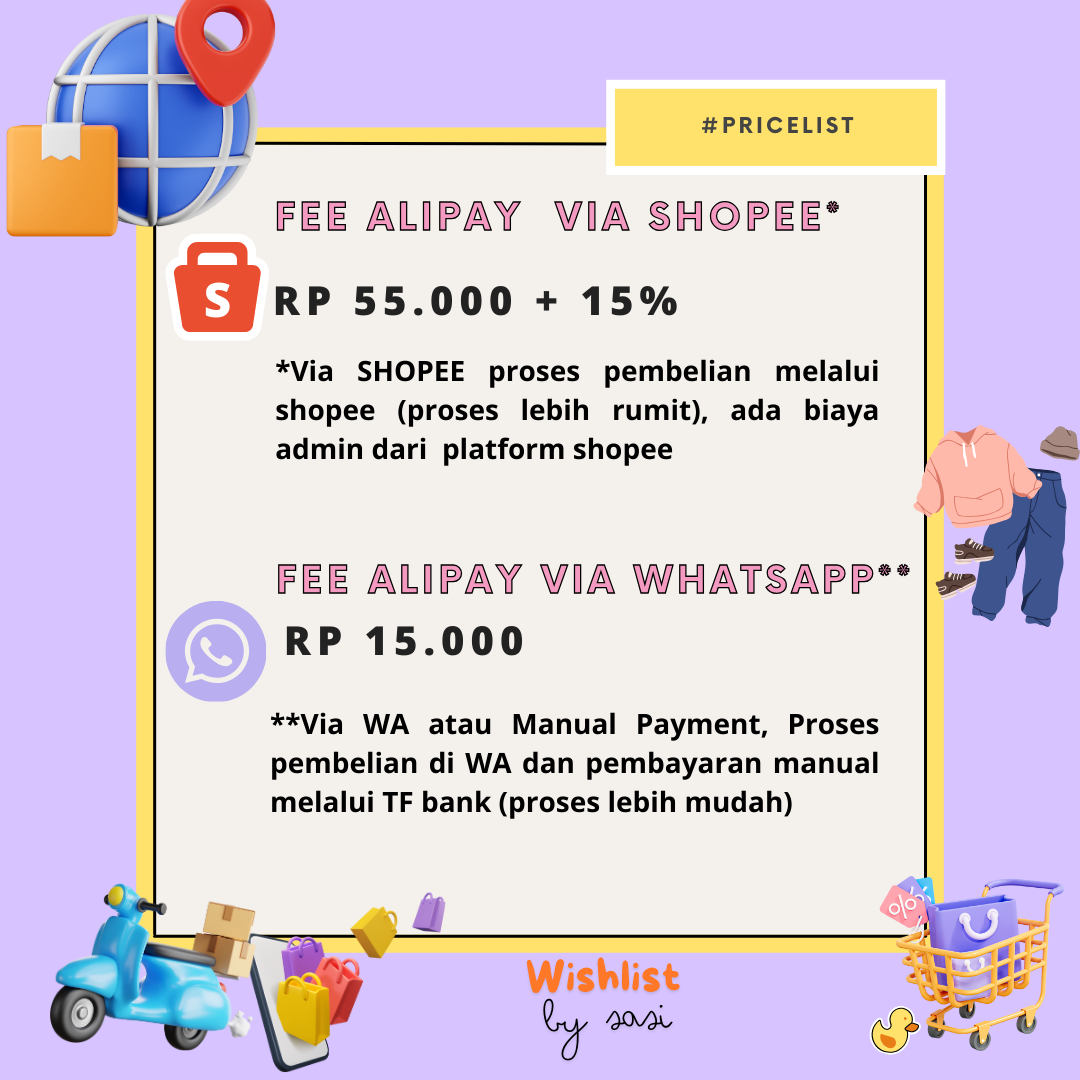 #PRICELIST
FEE ALIPAY VIA SHOPEE*
S
RP 55.000 + 15%
*Via SHOPEE proses pembelian melalui
shopee (proses lebih rumit), ada biaya
admin dari platform shopee
FEE ALIPAY VIA WHATSAPP**
RP 15.000
**Via WA atau Manual Payment, Proses
pembelian di WA dan pembayaran manual
melalui TF bank (proses lebih mudah)
%
Wishlist
by sasi